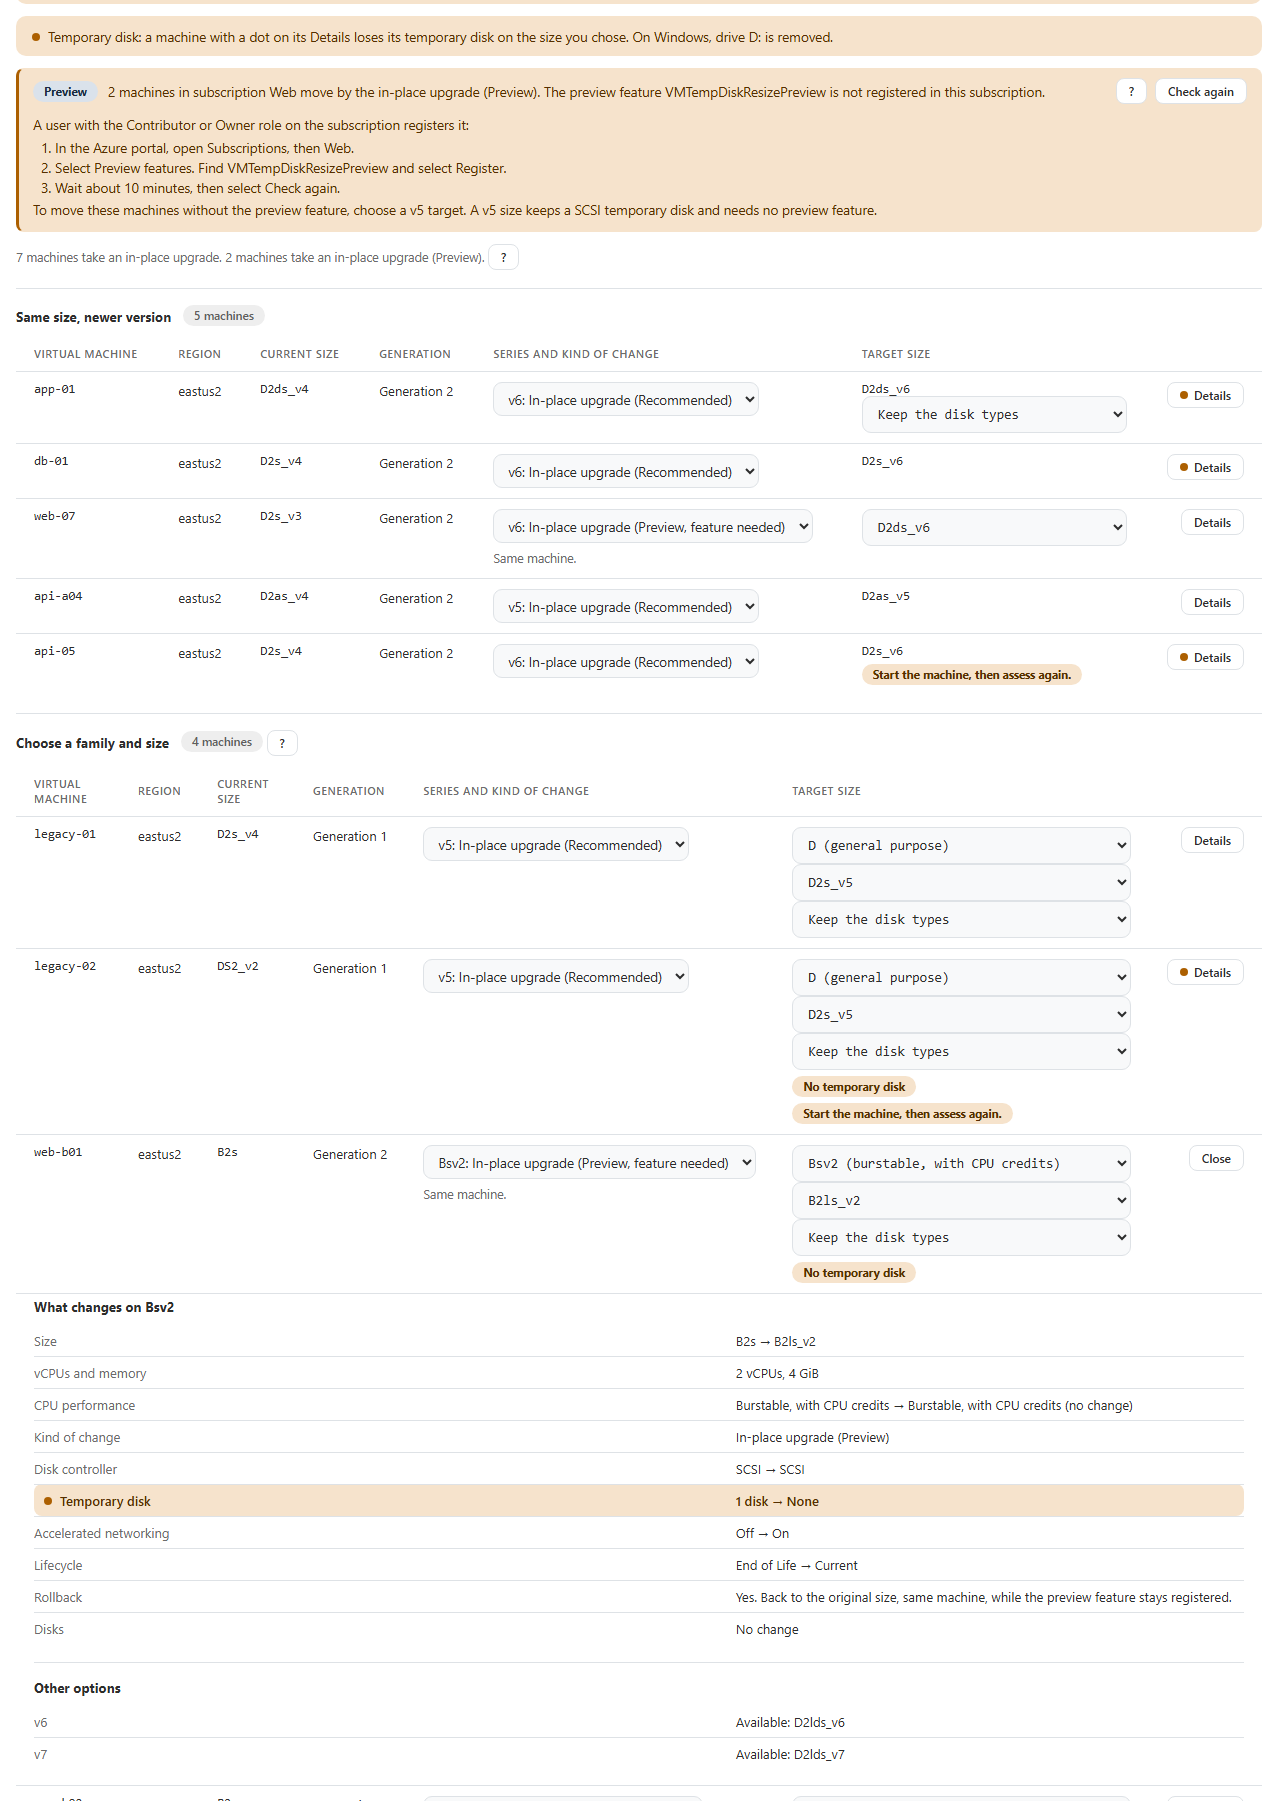 Temporary disk: a machine with a dot on its Details loses its temporary disk on the size you chose. On Windows, drive D: is removed.
Preview 2 machines in subscription Web move by the in-place upgrade (Preview). The preview feature VMTempDiskResizePreview is not registered in this subscription. ? Check again
A user with the Contributor or Owner role on the subscription registers it:
1. In the Azure portal, open Subscriptions, then Web.
2. Select Preview features. Find VMTempDiskResizePreview and select Register.
3. Wait about 10 minutes, then select Check again.
To move these machines without the preview feature, choose a v5 target. A v5 size keeps a SCSI temporary disk and needs no preview feature.
7 machines take an in-place upgrade. 2 machines take an in-place upgrade (Preview). ?
Same size, newer version 5 machines
VIRTUAL MACHINE REGION CURRENT SIZE GENERATION SERIES AND KIND OF CHANGE TARGET SIZE
app-01 eastus2 D2ds_v4 Generation 2 v6: In-place upgrade (Recommended) D2ds_v6 Details
Keep the disk types
db-01 eastus2 D2s_v4 Generation 2 v6: In-place upgrade (Recommended) D2s_v6 Details
web-07 eastus2 D2s_v3 Generation 2 v6: In-place upgrade (Preview, feature needed) D2ds_v6 Details
Same machine.
api-a04 eastus2 D2as_v4 Generation 2 v5: In-place upgrade (Recommended) D2as_v5 Details
api-05 eastus2 D2s_v4 Generation 2 v6: In-place upgrade (Recommended) D2s_v6 Details
Start the machine, then assess again.
Choose a family and size 4 machines ?
VIRTUAL MACHINE REGION CURRENT SIZE GENERATION SERIES AND KIND OF CHANGE TARGET SIZE
legacy-01 eastus2 D2s_v4 Generation 1 v5: In-place upgrade (Recommended) D (general purpose) Details
D2s_v5
Keep the disk types
legacy-02 eastus2 DS2_v2 Generation 1 v5: In-place upgrade (Recommended) D (general purpose) Details
D2s_v5
Keep the disk types
No temporary disk
Start the machine, then assess again.
web-b01 eastus2 B2s Generation 2 Bsv2: In-place upgrade (Preview, feature needed) Bsv2 (burstable, with CPU credits) Close
Same machine. B2ls_v2
Keep the disk types
No temporary disk
What changes on Bsv2
Size B2s → B2ls_v2
vCPUs and memory 2 vCPUs, 4 GiB
CPU performance Burstable, with CPU credits → Burstable, with CPU credits (no change)
Kind of change In-place upgrade (Preview)
Disk controller SCSI → SCSI
Temporary disk 1 disk → None
Accelerated networking Off → On
Lifecycle End of Life → Current
Rollback Yes. Back to the original size, same machine, while the preview feature stays registered.
Disks No change
Other options
v6 Available: D2lds_v6
v7 Available: D2lds_v7